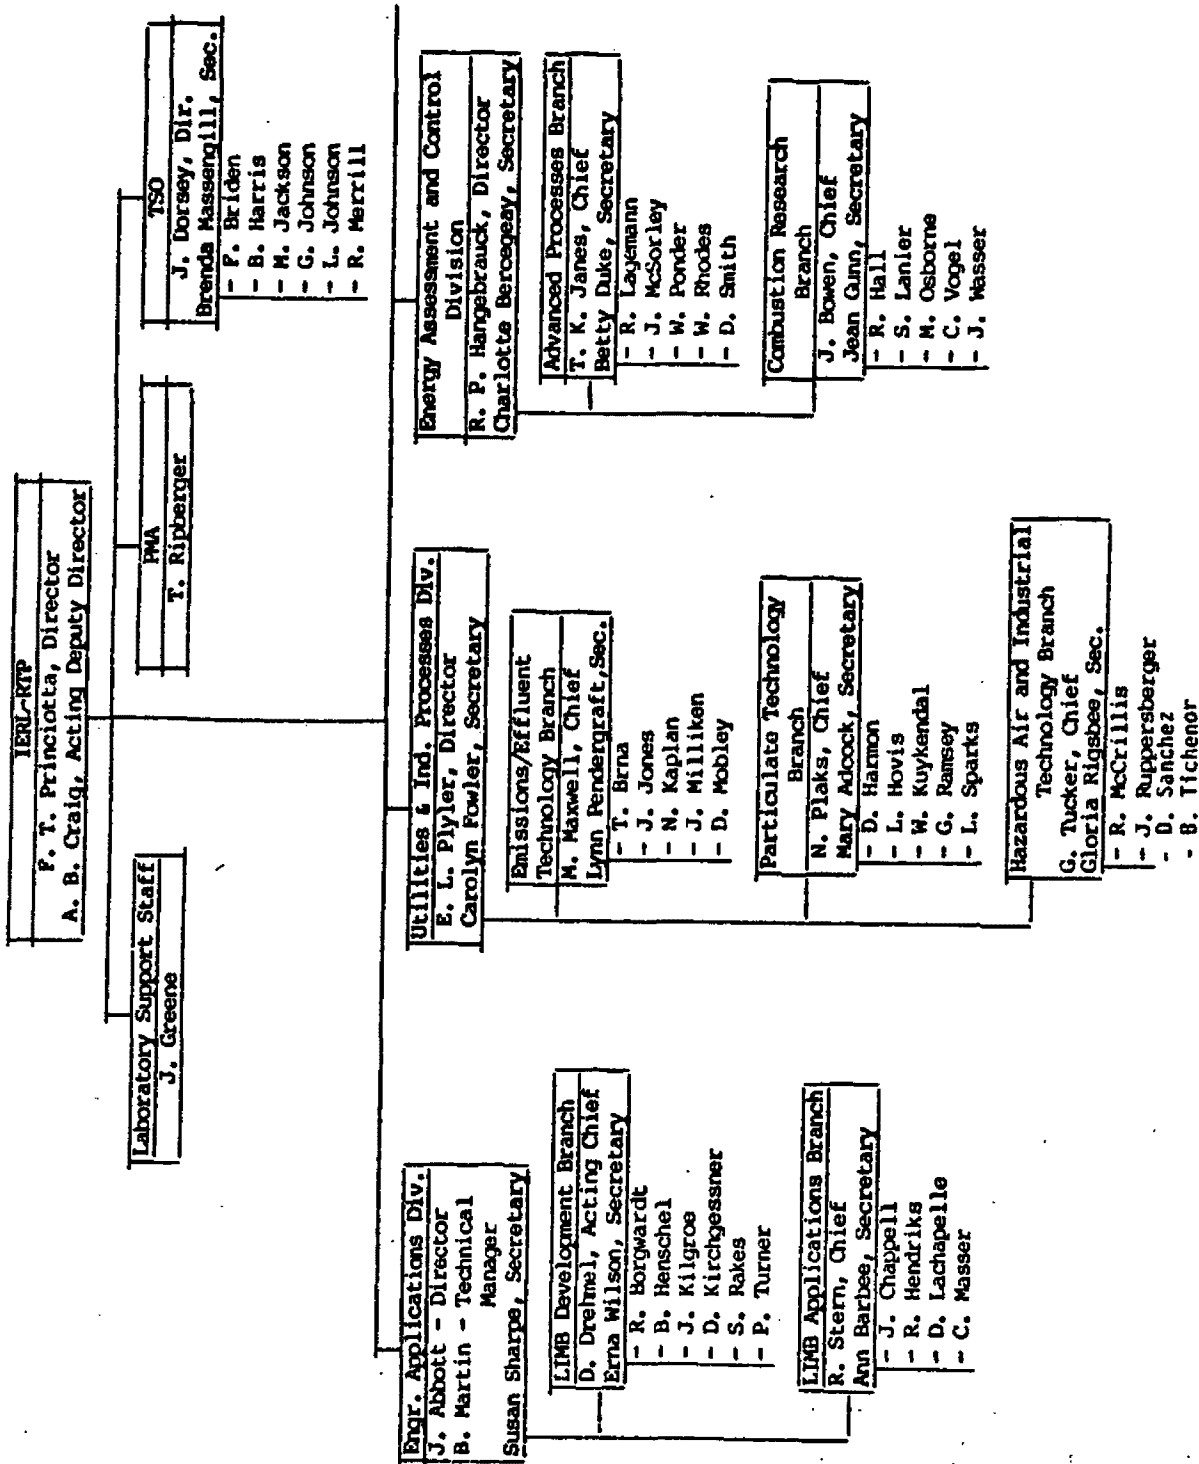 IERL-RTP
F. T. Princiotta, Director
A. B. Craig, Acting Deputy Director
Laboratory Support Staff
J. Greene
PMA
T. Ripberger
TSO
J. Dorsey, Dir.
Brenda Massengill, Sec.
- F. Briden
- B. Harris
- M. Jackson
- G. Johnson
- L. Johnson
- R. Merrill
Engr. Applications Div.
J. Abbott - Director
B. Martin - Technical
Manager
Susan Sharpe, Secretary
LIMB Development Branch
D. Drehmel, Acting Chief
Erna Wilson, Secretary
- R. Borgwardt
- B. Henschel
- J. Kilgroe
- D. Kirchgessner
- S. Rakes
- P. Turner
LIMB Applications Branch
R. Stern, Chief
Ann Barbee, Secretary
- J. Chappell
- R. Hendriks
- D. Lachapelle
- C. Masser
Utilities & Ind. Processes Div.
E. L. Plyler, Director
Carolyn Fowler, Secretary
Emissions/Effluent
Technology Branch
M. Maxwell, Chief
Lynn Pendergraft, Sec.
- T. Brna
- J. Jones
- N. Kaplan
- J. Milliken
- D. Mobley
Particulate Technology
Branch
N. Plaks, Chief
Mary Adcock, Secretary
- D. Harmon
- L. Hovis
- W. Kuykendal
- G. Ramsey
- L. Sparks
Hazardous Air and Industrial
Technology Branch
G. Tucker, Chief
Gloria Rigsbee, Sec.
- R. McCrillis
- J. Ruppersberger
- D. Sanchez
- B. Tichenor
Energy Assessment and Control
Division
R. P. Hangebrauck, Director
Charlotte Bercegeay, Secretary
Advanced Processes Branch
T. K. Janes, Chief
Betty Duke, Secretary
- R. Lagemann
- J. McSorley
- W. Ponder
- W. Rhodes
- D. Smith
Combustion Research
Branch
J. Bowen, Chief
Jean Gunn, Secretary
- R. Hall
- S. Lanier
- M. Osborne
- C. Vogel
- J. Wasser